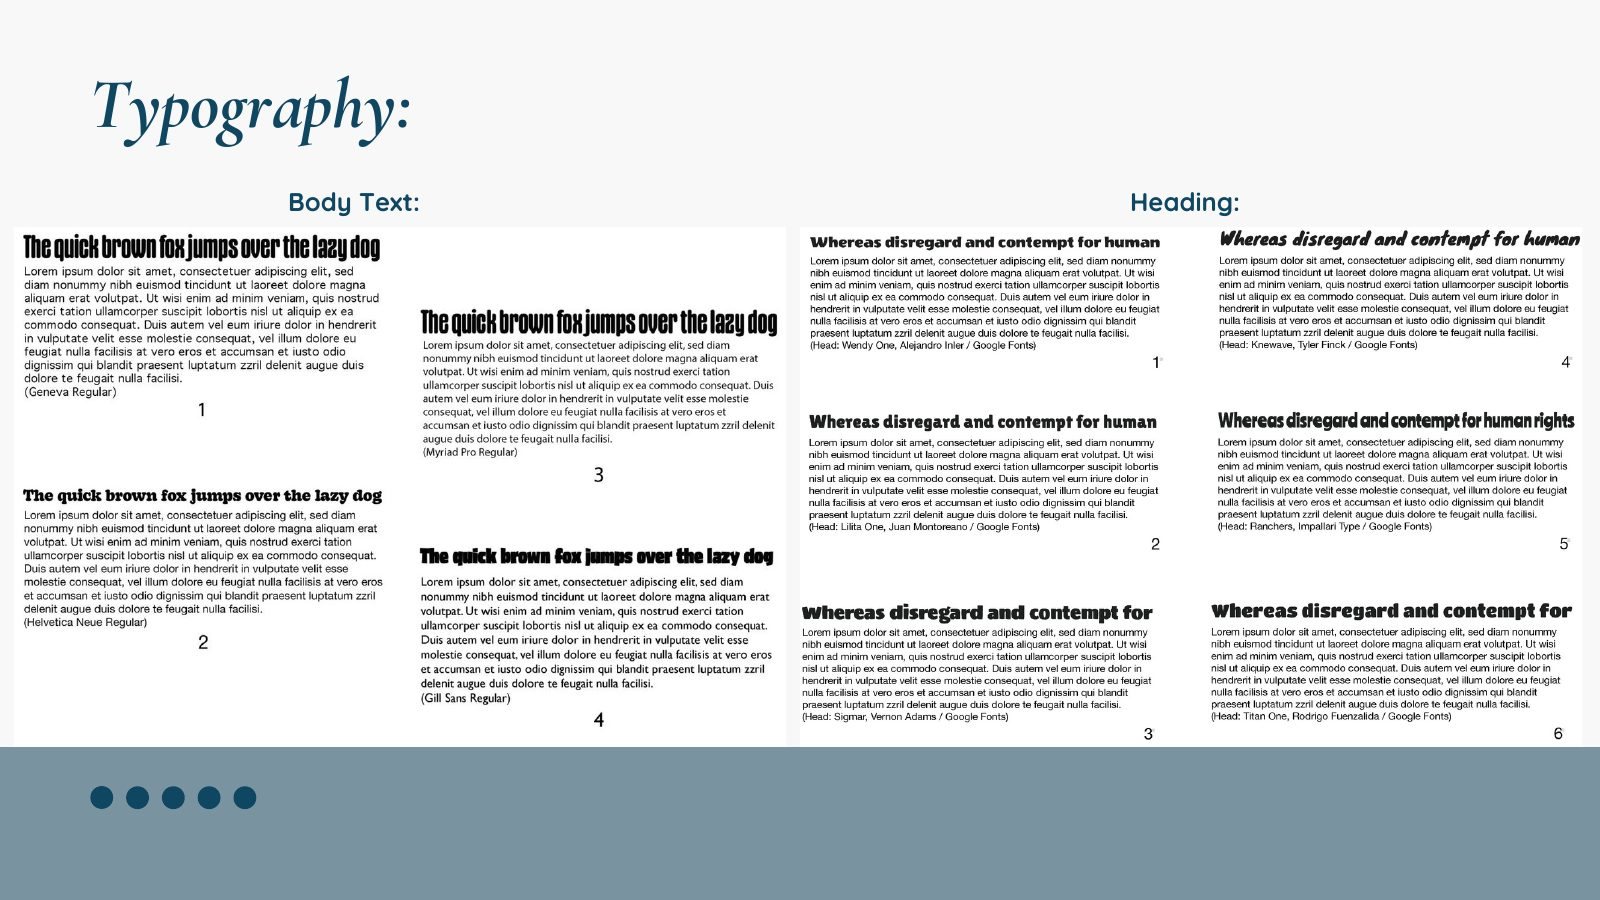 Typography:
Body Text:
The quick brown fox jumps over the lazy dog
Lorem ipsum dolor sit amet, consectetuer adipiscing elit, sed
diam nonummy nibh euismod tincidunt ut laoreet dolore magna
aliquam erat volutpat. Ut wisi enim ad minim veniam, quis nostrud
exerci tation ullamcorper suscipit lobortis nisl ut aliquip ex ea
commodo consequat. Duis autem vel eum iriure dolor in hendrerit
in vulputate velit esse molestie consequat, vel illum dolore eu
feugiat nulla facilisis at vero eros et accumsan et iusto odio
dignissim qui blandit praesent luptatum zzril delenit augue duis
dolore te feugait nulla facilisi.
(Geneva Regular)
1
The quick brown fox jumps over the lazy dog
Lorem ipsum dolor sit amet, consectetuer adipiscing elit, sed diam
nonummy nibh euismod tincidunt ut laoreet dolore magna aliquam erat
volutpat. Ut wisi enim ad minim veniam, quis nostrud exerci tation
ullamcorper suscipit lobortis nisl ut aliquip ex ea commodo consequat.
Duis autem vel eum iriure dolor in hendrerit in vulputate velit esse
molestie consequat, vel illum dolore eu feugiat nulla facilisis at vero eros
et accumsan et iusto odio dignissim qui blandit praesent luptatum zzril
delenit augue duis dolore te feugait nulla facilisi.
(Helvetica Neue Regular)
2
The quick brown fox jumps over the lazy dog
Lorem ipsum dolor sit amet, consectetuer adipiscing elit, sed diam
nonummy nibh euismod tincidunt ut laoreet dolore magna aliquam erat
volutpat. Ut wisi enim ad minim veniam, quis nostrud exerci tation
ullamcorper suscipit lobortis nisl ut aliquip ex ea commodo consequat. Duis
autem vel eum iriure dolor in hendrerit in vulputate velit esse molestie
consequat, vel illum dolore eu feugiat nulla facilisis at vero eros et
accumsan et iusto odio dignissim qui blandit praesent luptatum zzril delenit
augue duis dolore te feugait nulla facilisi.
(Myriad Pro Regular)
3
The quick brown fox jumps over the lazy dog
Lorem ipsum dolor sit amet, consectetuer adipiscing elit, sed diam
nonummy nibh euismod tincidunt ut laoreet dolore magna aliquam erat
volutpat. Ut wisi enim ad minim veniam, quis nostrud exerci tation
ullamcorper suscipit lobortis nisl ut aliquip ex ea commodo consequat.
Duis autem vel eum iriure dolor in hendrerit in vulputate velit esse
molestie consequat, vel illum dolore eu feugiat nulla facilisis at vero eros
et accumsan et iusto odio dignissim qui blandit praesent luptatum zzril
delenit augue duis dolore te feugait nulla facilisi.
(Gill Sans Regular)
4
Heading:
Whereas disregard and contempt for human
Lorem ipsum dolor sit amet, consectetuer adipiscing elit, sed diam nonummy
nibh euismod tincidunt ut laoreet dolore magna aliquam erat volutpat. Ut wisi
enim ad minim veniam, quis nostrud exerci tation ullamcorper suscipit lobortis
nisl ut aliquip ex ea commodo consequat. Duis autem vel eum iriure dolor in
hendrerit in vulputate velit esse molestie consequat, vel illum dolore eu feugiat
nulla facilisis at vero eros et accumsan et iusto odio dignissim qui blandit
praesent luptatum zzril delenit augue duis dolore te feugait nulla facilisi.
(Head: Wendy One, Alejandro Inler / Google Fonts)
1
Whereas disregard and contempt for human
Lorem ipsum dolor sit amet, consectetuer adipiscing elit, sed diam nonummy
nibh euismod tincidunt ut laoreet dolore magna aliquam erat volutpat. Ut wisi
enim ad minim veniam, quis nostrud exerci tation ullamcorper suscipit lobortis
nisl ut aliquip ex ea commodo consequat. Duis autem vel eum iriure dolor in
hendrerit in vulputate velit esse molestie consequat, vel illum dolore eu feugiat
nulla facilisis at vero eros et accumsan et iusto odio dignissim qui blandit
praesent luptatum zzril delenit augue duis dolore te feugait nulla facilisi.
(Head: Lilita One, Juan Montoreano / Google Fonts)
2
Whereas disregard and contempt for
Lorem ipsum dolor sit amet, consectetuer adipiscing elit, sed diam nonummy
nibh euismod tincidunt ut laoreet dolore magna aliquam erat volutpat. Ut wisi
enim ad minim veniam, quis nostrud exerci tation ullamcorper suscipit lobortis
nisl ut aliquip ex ea commodo consequat. Duis autem vel eum iriure dolor in
hendrerit in vulputate velit esse molestie consequat, vel illum dolore eu feugiat
nulla facilisis at vero eros et accumsan et iusto odio dignissim qui blandit
praesent luptatum zzril delenit augue duis dolore te feugait nulla facilisi.
(Head: Sigmar, Vernon Adams / Google Fonts)
3
Whereas disregard and contempt for human
Lorem ipsum dolor sit amet, consectetuer adipiscing elit, sed diam nonummy
nibh euismod tincidunt ut laoreet dolore magna aliquam erat volutpat. Ut wisi
enim ad minim veniam, quis nostrud exerci tation ullamcorper suscipit lobortis
nisl ut aliquip ex ea commodo consequat. Duis autem vel eum iriure dolor in
hendrerit in vulputate velit esse molestie consequat, vel illum dolore eu feugiat
nulla facilisis at vero eros et accumsan et iusto odio dignissim qui blandit
praesent luptatum zzril delenit augue duis dolore te feugait nulla facilisi.
(Head: Knewave, Tyler Finck / Google Fonts)
4
Whereas disregard and contempt for human rights
Lorem ipsum dolor sit amet, consectetuer adipiscing elit, sed diam nonummy
nibh euismod tincidunt ut laoreet dolore magna aliquam erat volutpat. Ut wisi
enim ad minim veniam, quis nostrud exerci tation ullamcorper suscipit lobortis
nisl ut aliquip ex ea commodo consequat. Duis autem vel eum iriure dolor in
hendrerit in vulputate velit esse molestie consequat, vel illum dolore eu feugiat
nulla facilisis at vero eros et accumsan et iusto odio dignissim qui blandit
praesent luptatum zzril delenit augue duis dolore te feugait nulla facilisi.
(Head: Ranchers, Impallari Type / Google Fonts)
5
Whereas disregard and contempt for
Lorem ipsum dolor sit amet, consectetuer adipiscing elit, sed diam nonummy
nibh euismod tincidunt ut laoreet dolore magna aliquam erat volutpat. Ut wisi
enim ad minim veniam, quis nostrud exerci tation ullamcorper suscipit lobortis
nisl ut aliquip ex ea commodo consequat. Duis autem vel eum iriure dolor in
hendrerit in vulputate velit esse molestie consequat, vel illum dolore eu feugiat
nulla facilisis at vero eros et accumsan et iusto odio dignissim qui blandit
praesent luptatum zzril delenit augue duis dolore te feugait nulla facilisi.
(Head: Titan One, Rodrigo Fuenzalida / Google Fonts)
6